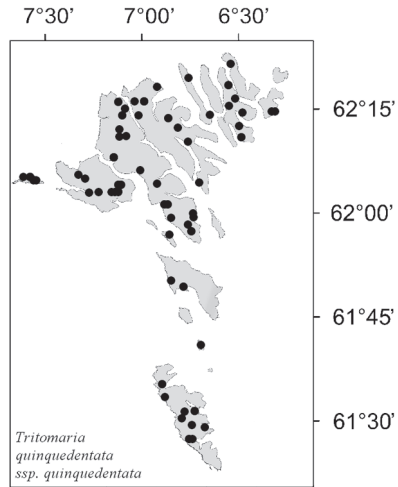 7°30' 7°00' 6°30'
62°15'
62°00'
61°45'
61°30'
Tritomaria
quinquedentata
ssp. quinquedentata